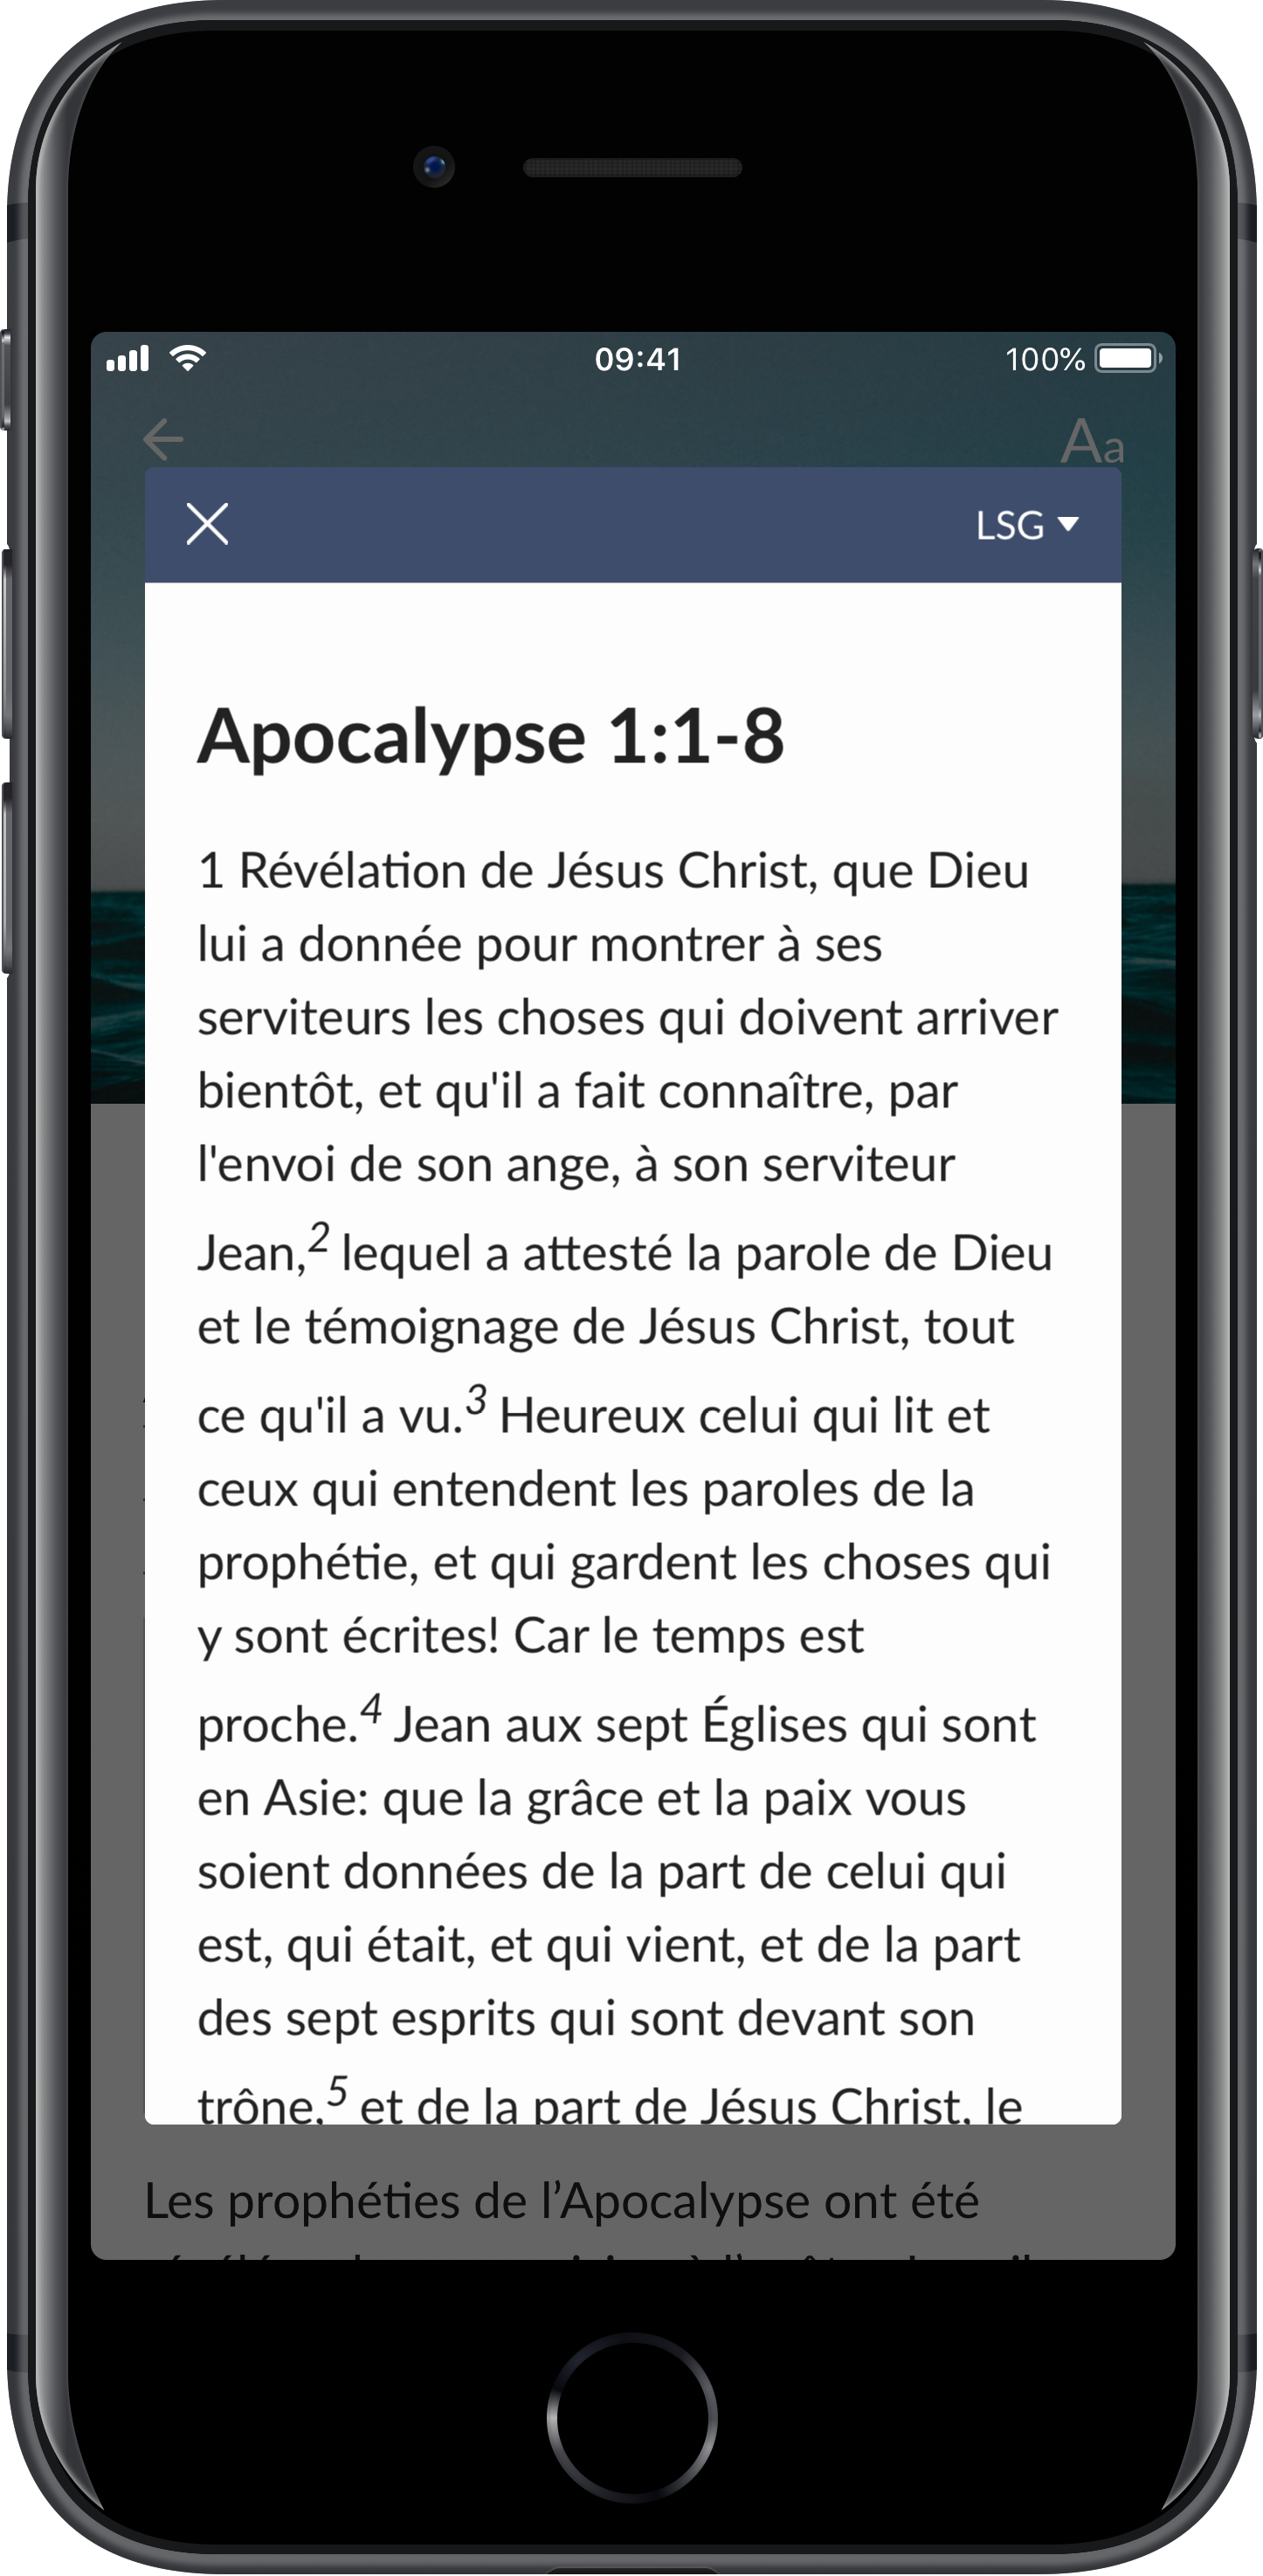 09:41
100%
Aa
LSG
Apocalypse 1:1-8
1 Révélation de Jésus Christ, que Dieu
lui a donnée pour montrer à ses
serviteurs les choses qui doivent arriver
bientôt, et qu'il a fait connaître, par
l'envoi de son ange, à son serviteur
Jean,2 lequel a attesté la parole de Dieu
et le témoignage de Jésus Christ, tout
ce qu'il a vu.3 Heureux celui qui lit et
ceux qui entendent les paroles de la
prophétie, et qui gardent les choses qui
y sont écrites! Car le temps est
proche.4 Jean aux sept Églises qui sont
en Asie: que la grâce et la paix vous
soient données de la part de celui qui
est, qui était, et qui vient, et de la part
des sept esprits qui sont devant son
trône,5 et de la part de Jésus Christ, le
Les prophéties de l’Apocalypse ont été